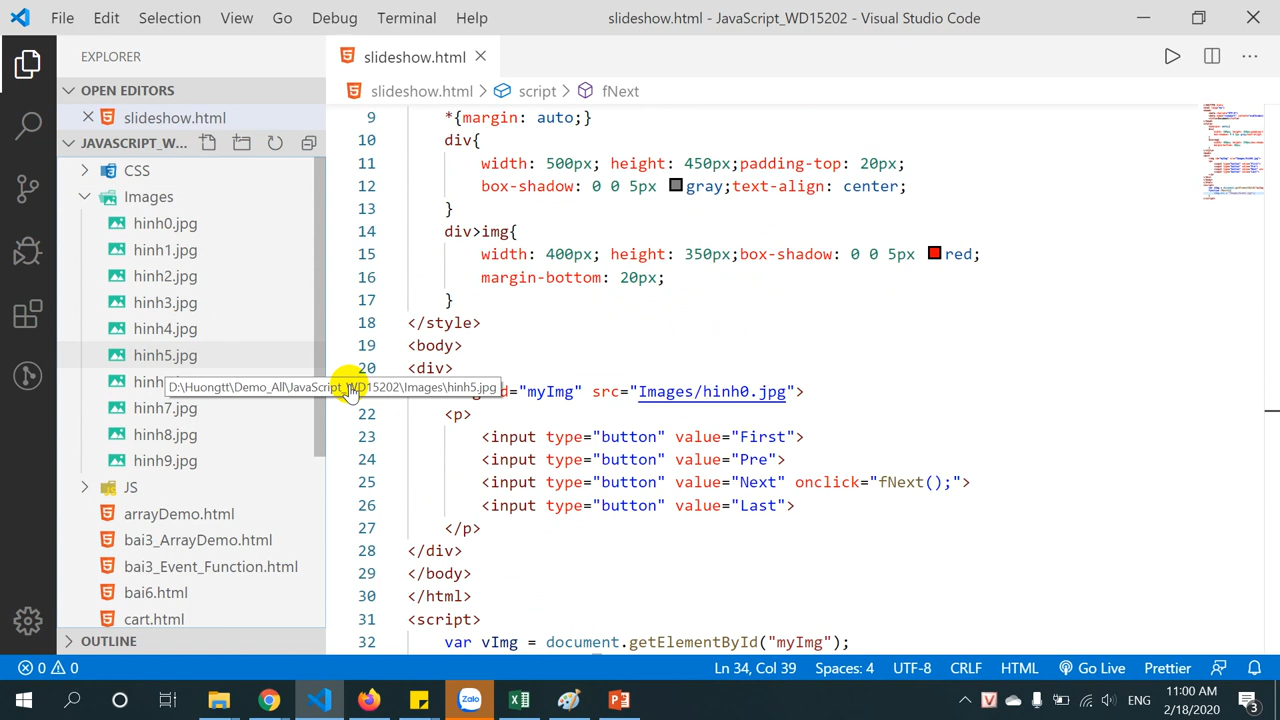 File Edit Selection View Go Debug Terminal Help
slideshow.html - JavaScript_WD15202 - Visual Studio Code
EXPLORER
OPEN EDITORS
slideshow.html
JAVASCRIPT_W...
CSS
Images
hinh0.jpg
hinh1.jpg
hinh2.jpg
hinh3.jpg
hinh4.jpg
hinh5.jpg
D:\Huongtt\Demo_All\JavaScript_WD15202\Images\hinh5.jpg
hinh7.jpg
hinh8.jpg
hinh9.jpg
JS
arrayDemo.html
bai3_ArrayDemo.html
bai3_Event_Function.html
bai6.html
cart.html
OUTLINE
slideshow.html
slideshow.html > script > fNext
9 *{margin: auto;}
10 div{
11 width: 500px; height: 450px;padding-top: 20px;
12 box-shadow: 0 0 5px gray;text-align: center;
13 }
14 div>img{
15 width: 400px; height: 350px;box-shadow: 0 0 5px red;
16 margin-bottom: 20px;
17 }
18 </style>
19 <body>
20 <div>
="myImg" src="Images/hinh0.jpg">
22 <p>
23 <input type="button" value="First">
24 <input type="button" value="Pre">
25 <input type="button" value="Next" onclick="fNext();">
26 <input type="button" value="Last">
27 </p>
28 </div>
29 </body>
30 </html>
31 <script>
32 var vImg = document.getElementById("myImg");
0 0 Ln 34, Col 39 Spaces: 4 UTF-8 CRLF HTML Go Live Prettier
Zalo
ENG
11:00 AM
2/18/2020
3